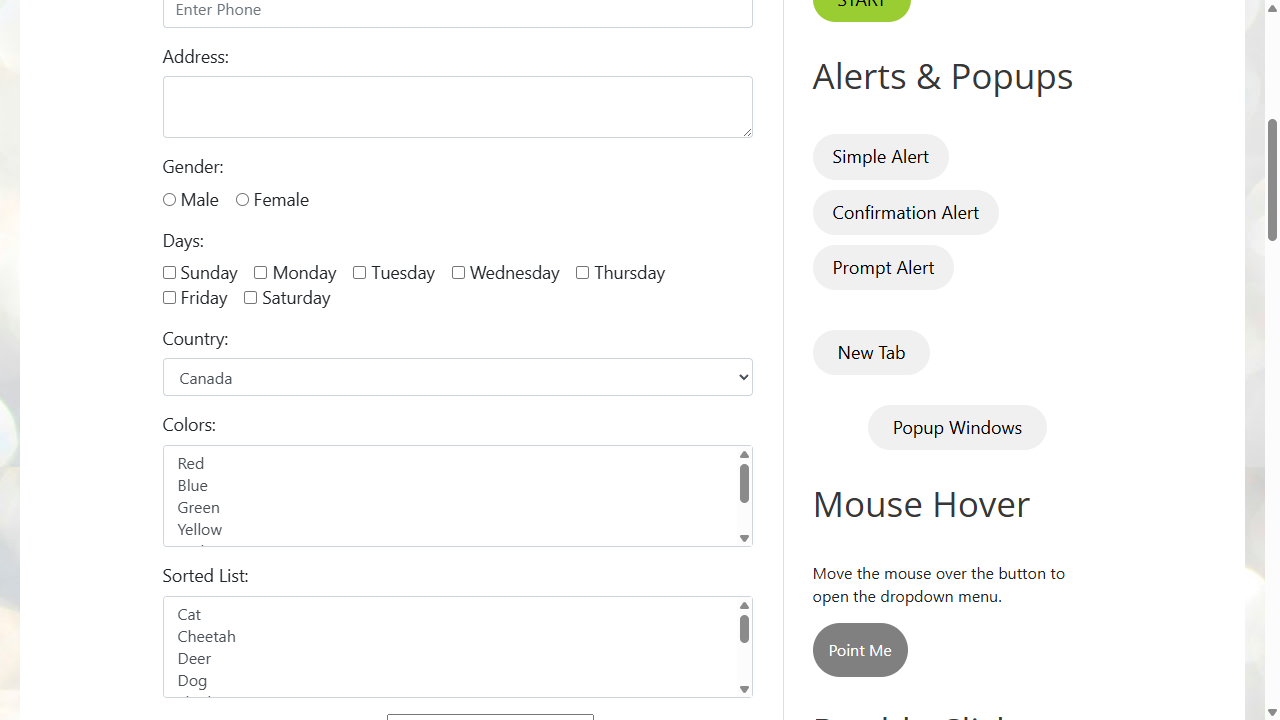 Enter Phone
Address:
Gender:
Male Female
Days:
Sunday Monday Tuesday Wednesday Thursday
Friday Saturday
Country:
Canada
Colors:
Red
Blue
Green
Yellow
Sorted List:
Cat
Cheetah
Deer
Dog
START
Alerts & Popups
Simple Alert
Confirmation Alert
Prompt Alert
New Tab
Popup Windows
Mouse Hover
Move the mouse over the button to
open the dropdown menu.
Point Me